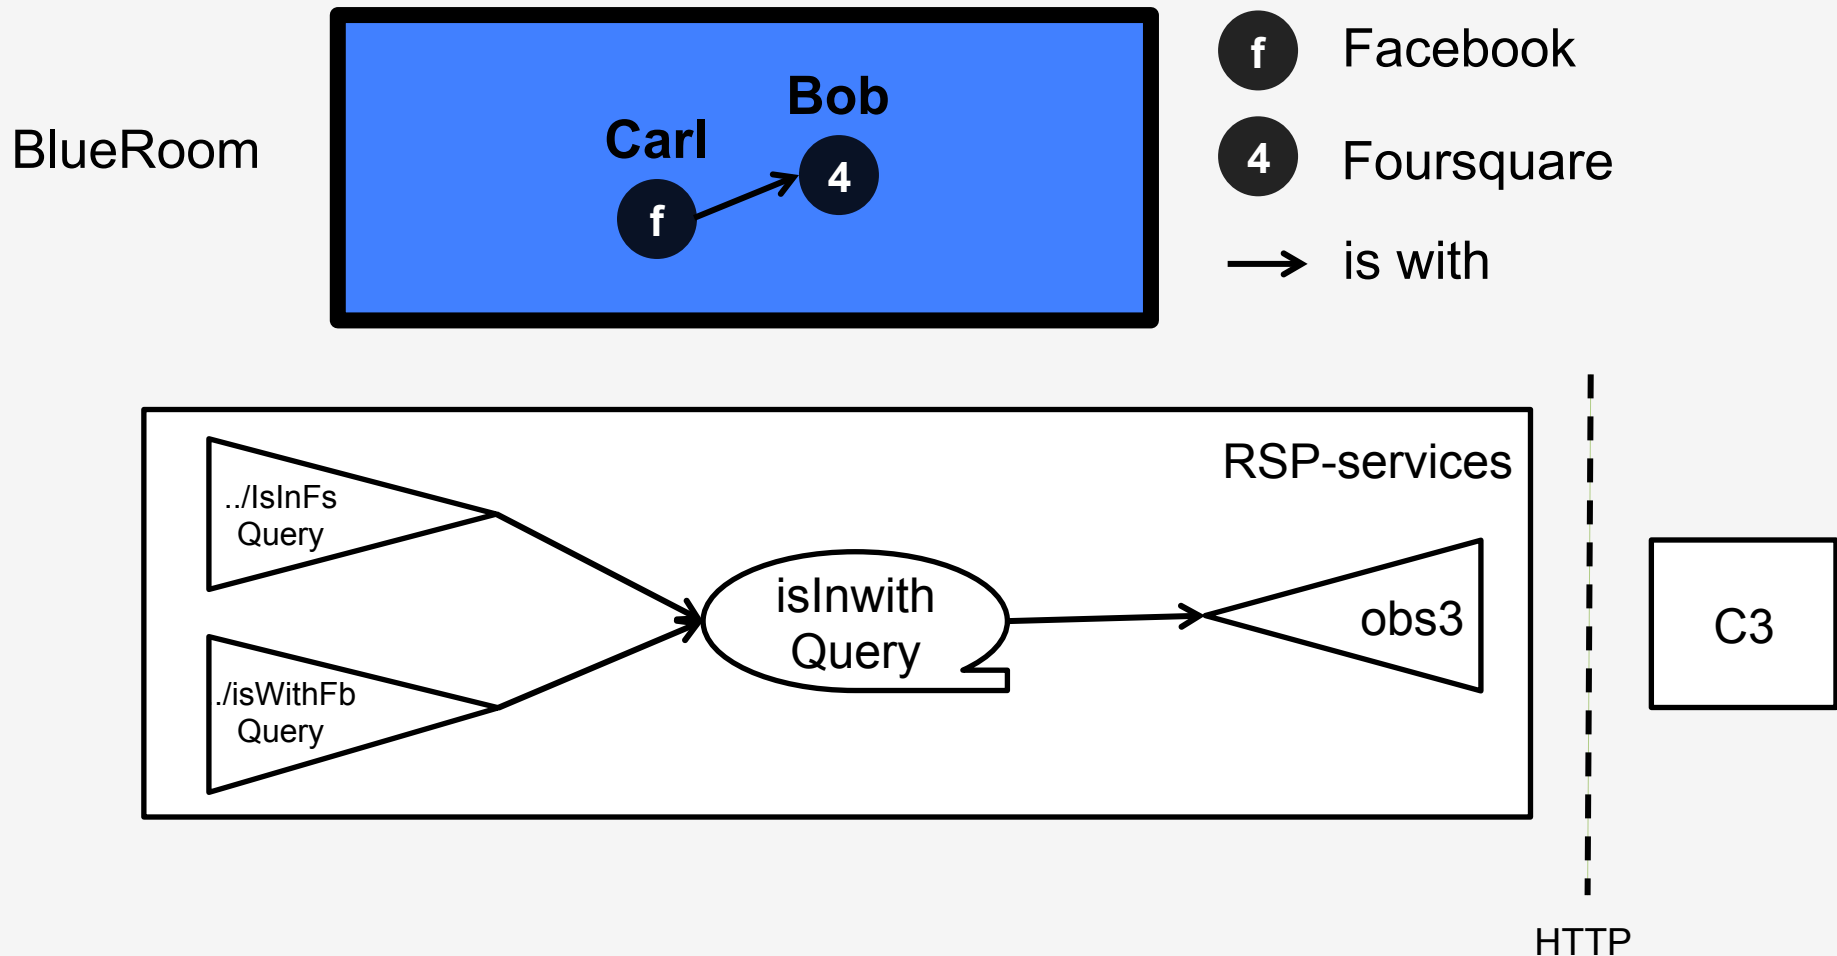 BlueRoom
Carl
Bob
f
4
f Facebook
4 Foursquare
is with
RSP-services
../IsInFs
Query
./isWithFb
Query
isInwith
Query
obs3
C3
HTTP